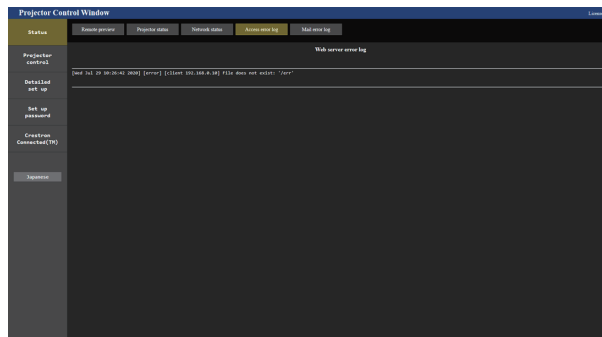 Projector Control Window
Status
Remote preview
Projector status
Network status
Access error log
Mail error log
Web server error log
[Wed Jul 29 10:26:42 2020] [error] [client 192.168.0.10] File does not exist: '/err'
Projector
control
Detailed
set up
Set up
password
Crestron
Connected(TM)
Japanese